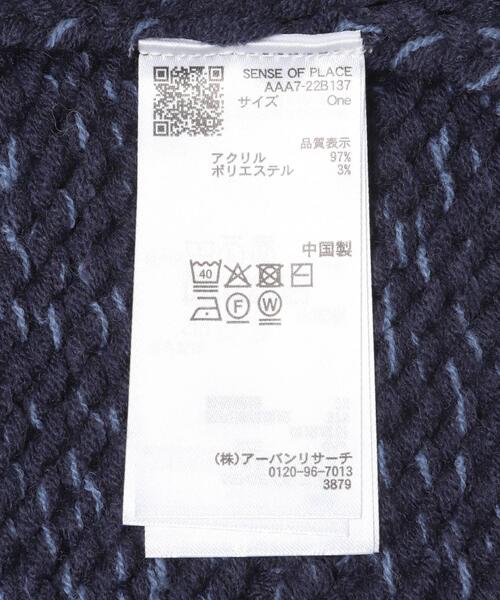 SENSE OF PLACE
AAA7-22B137
サイズ One
品質表示
アクリル 97%
ポリエステル 3%
中国製
40
F W
(株)アーバンリサーチ
0120-96-7013
3879